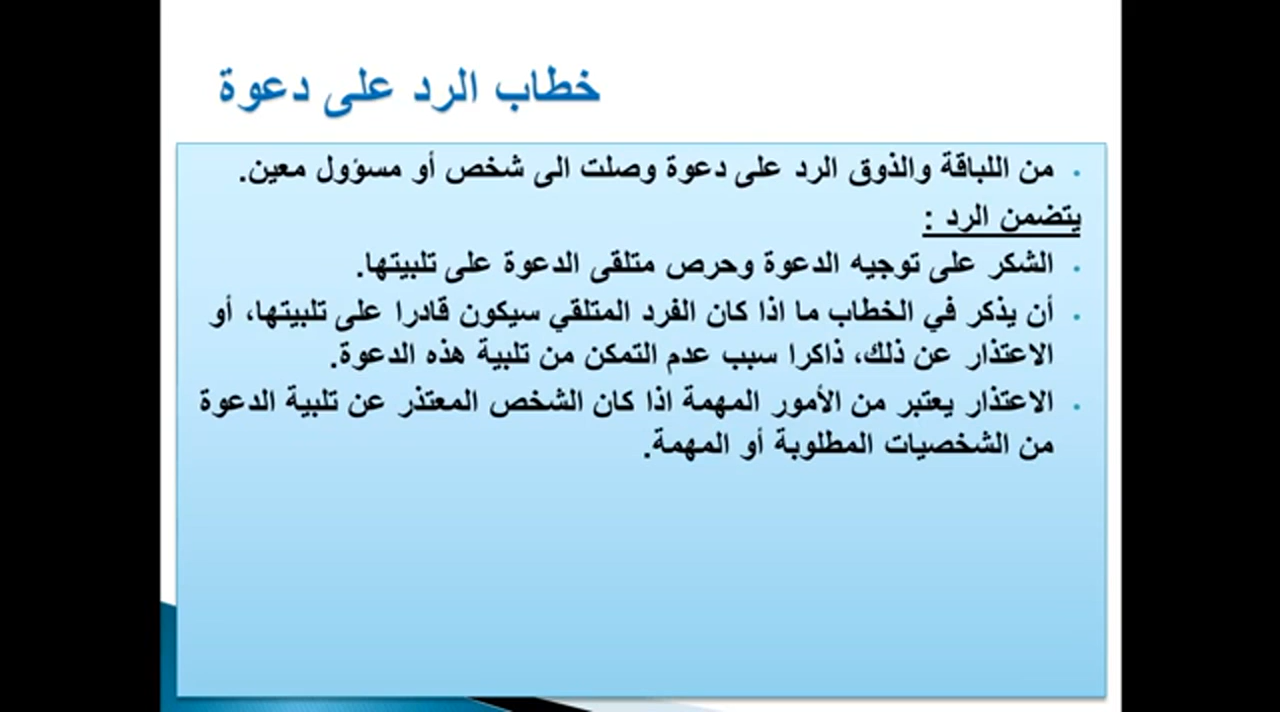 خطاب الرد على دعوة
• من اللباقة والذوق الرد على دعوة وصلت الى شخص أو مسؤول معين.
يتضمن الرد :
• الشكر على توجيه الدعوة وحرص متلقى الدعوة على تلبيتها.
• أن يذكر في الخطاب ما اذا كان الفرد المتلقي سيكون قادرا على تلبيتها، أو
الاعتذار عن ذلك، ذاكرا سبب عدم التمكن من تلبية هذه الدعوة.
• الاعتذار يعتبر من الأمور المهمة اذا كان الشخص المعتذر عن تلبية الدعوة
من الشخصيات المطلوبة أو المهمة.